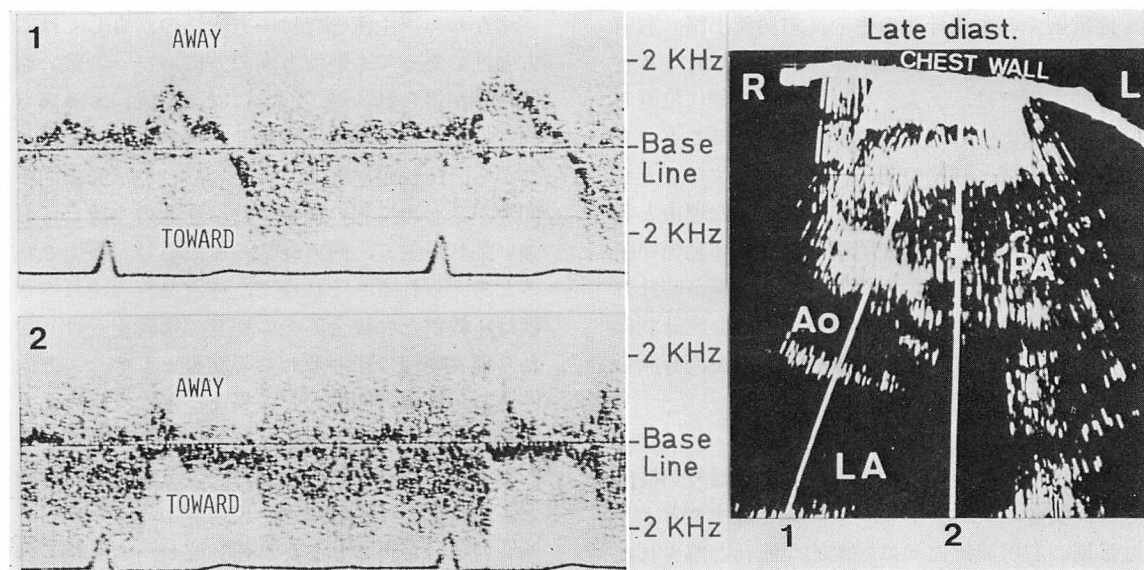 1
AWAY
TOWARD
-2 KHz
-Base
Line
-2 KHz
2
AWAY
TOWARD
-2 KHz
-Base
Line
-2 KHz
Late diast.
R
CHEST WALL
L
PA
Ao
LA
1
2